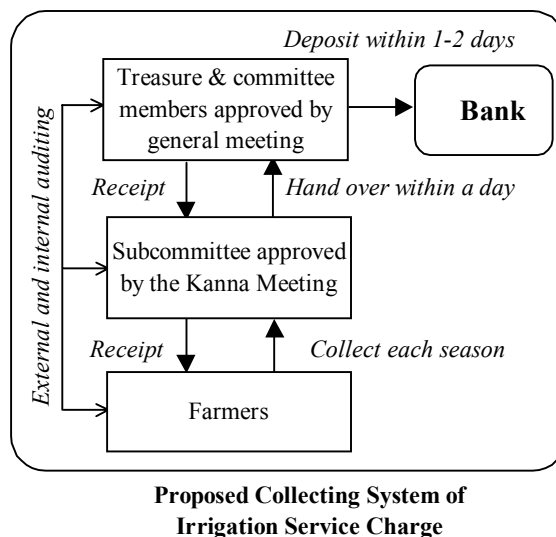 Deposit within 1-2 days
Treasure & committee
members approved by
general meeting
Bank
Receipt
Hand over within a day
Subcommittee approved
by the Kanna Meeting
External and internal auditing
Receipt
Collect each season
Farmers
Proposed Collecting System of
Irrigation Service Charge